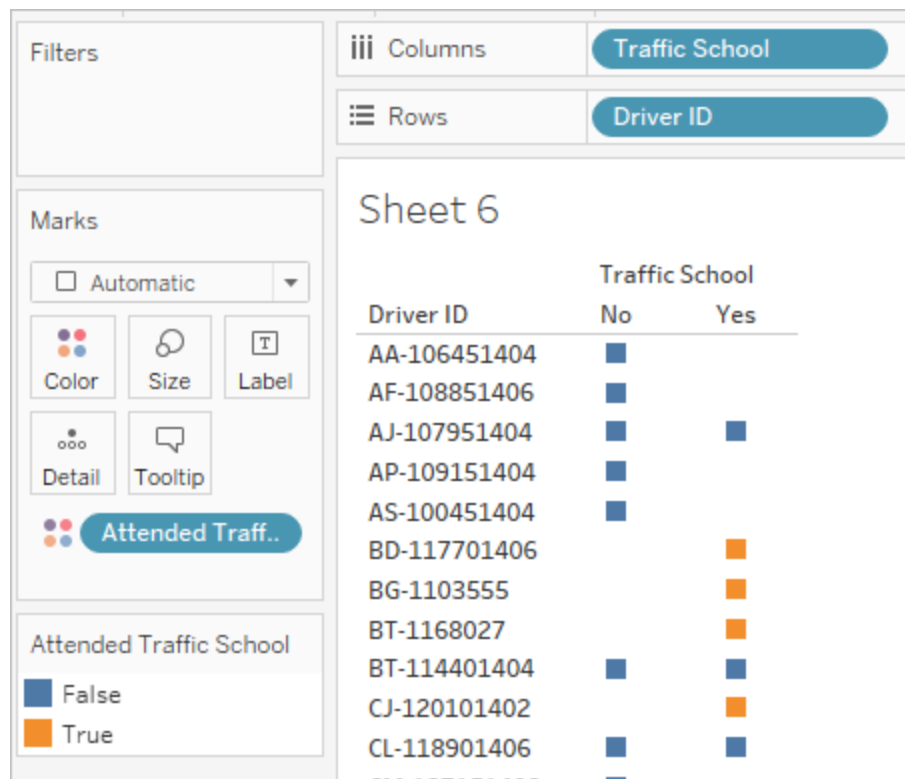 Filters
Columns Traffic School
Rows Driver ID
Marks
Automatic
Color Size Label
Detail Tooltip
Attended Traff..
Attended Traffic School
False
True
Sheet 6
Traffic School
Driver ID No Yes
AA-106451404
AF-108851406
AJ-107951404
AP-109151404
AS-100451404
BD-117701406
BG-1103555
BT-1168027
BT-114401404
CJ-120101402
CL-118901406